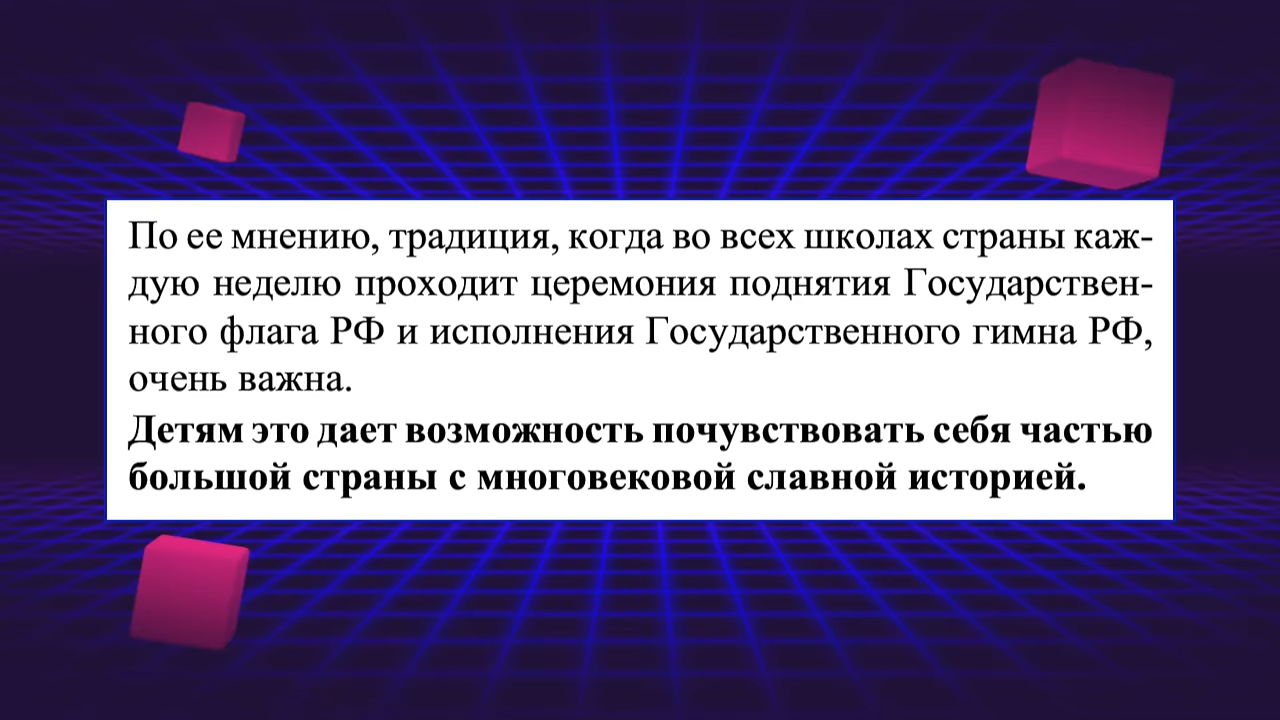 По ее мнению, традиция, когда во всех школах страны каж-
дую неделю проходит церемония поднятия Государствен-
ного флага РФ и исполнения Государственного гимна РФ,
очень важна.
Детям это дает возможность почувствовать себя частью
большой страны с многовековой славной историей.